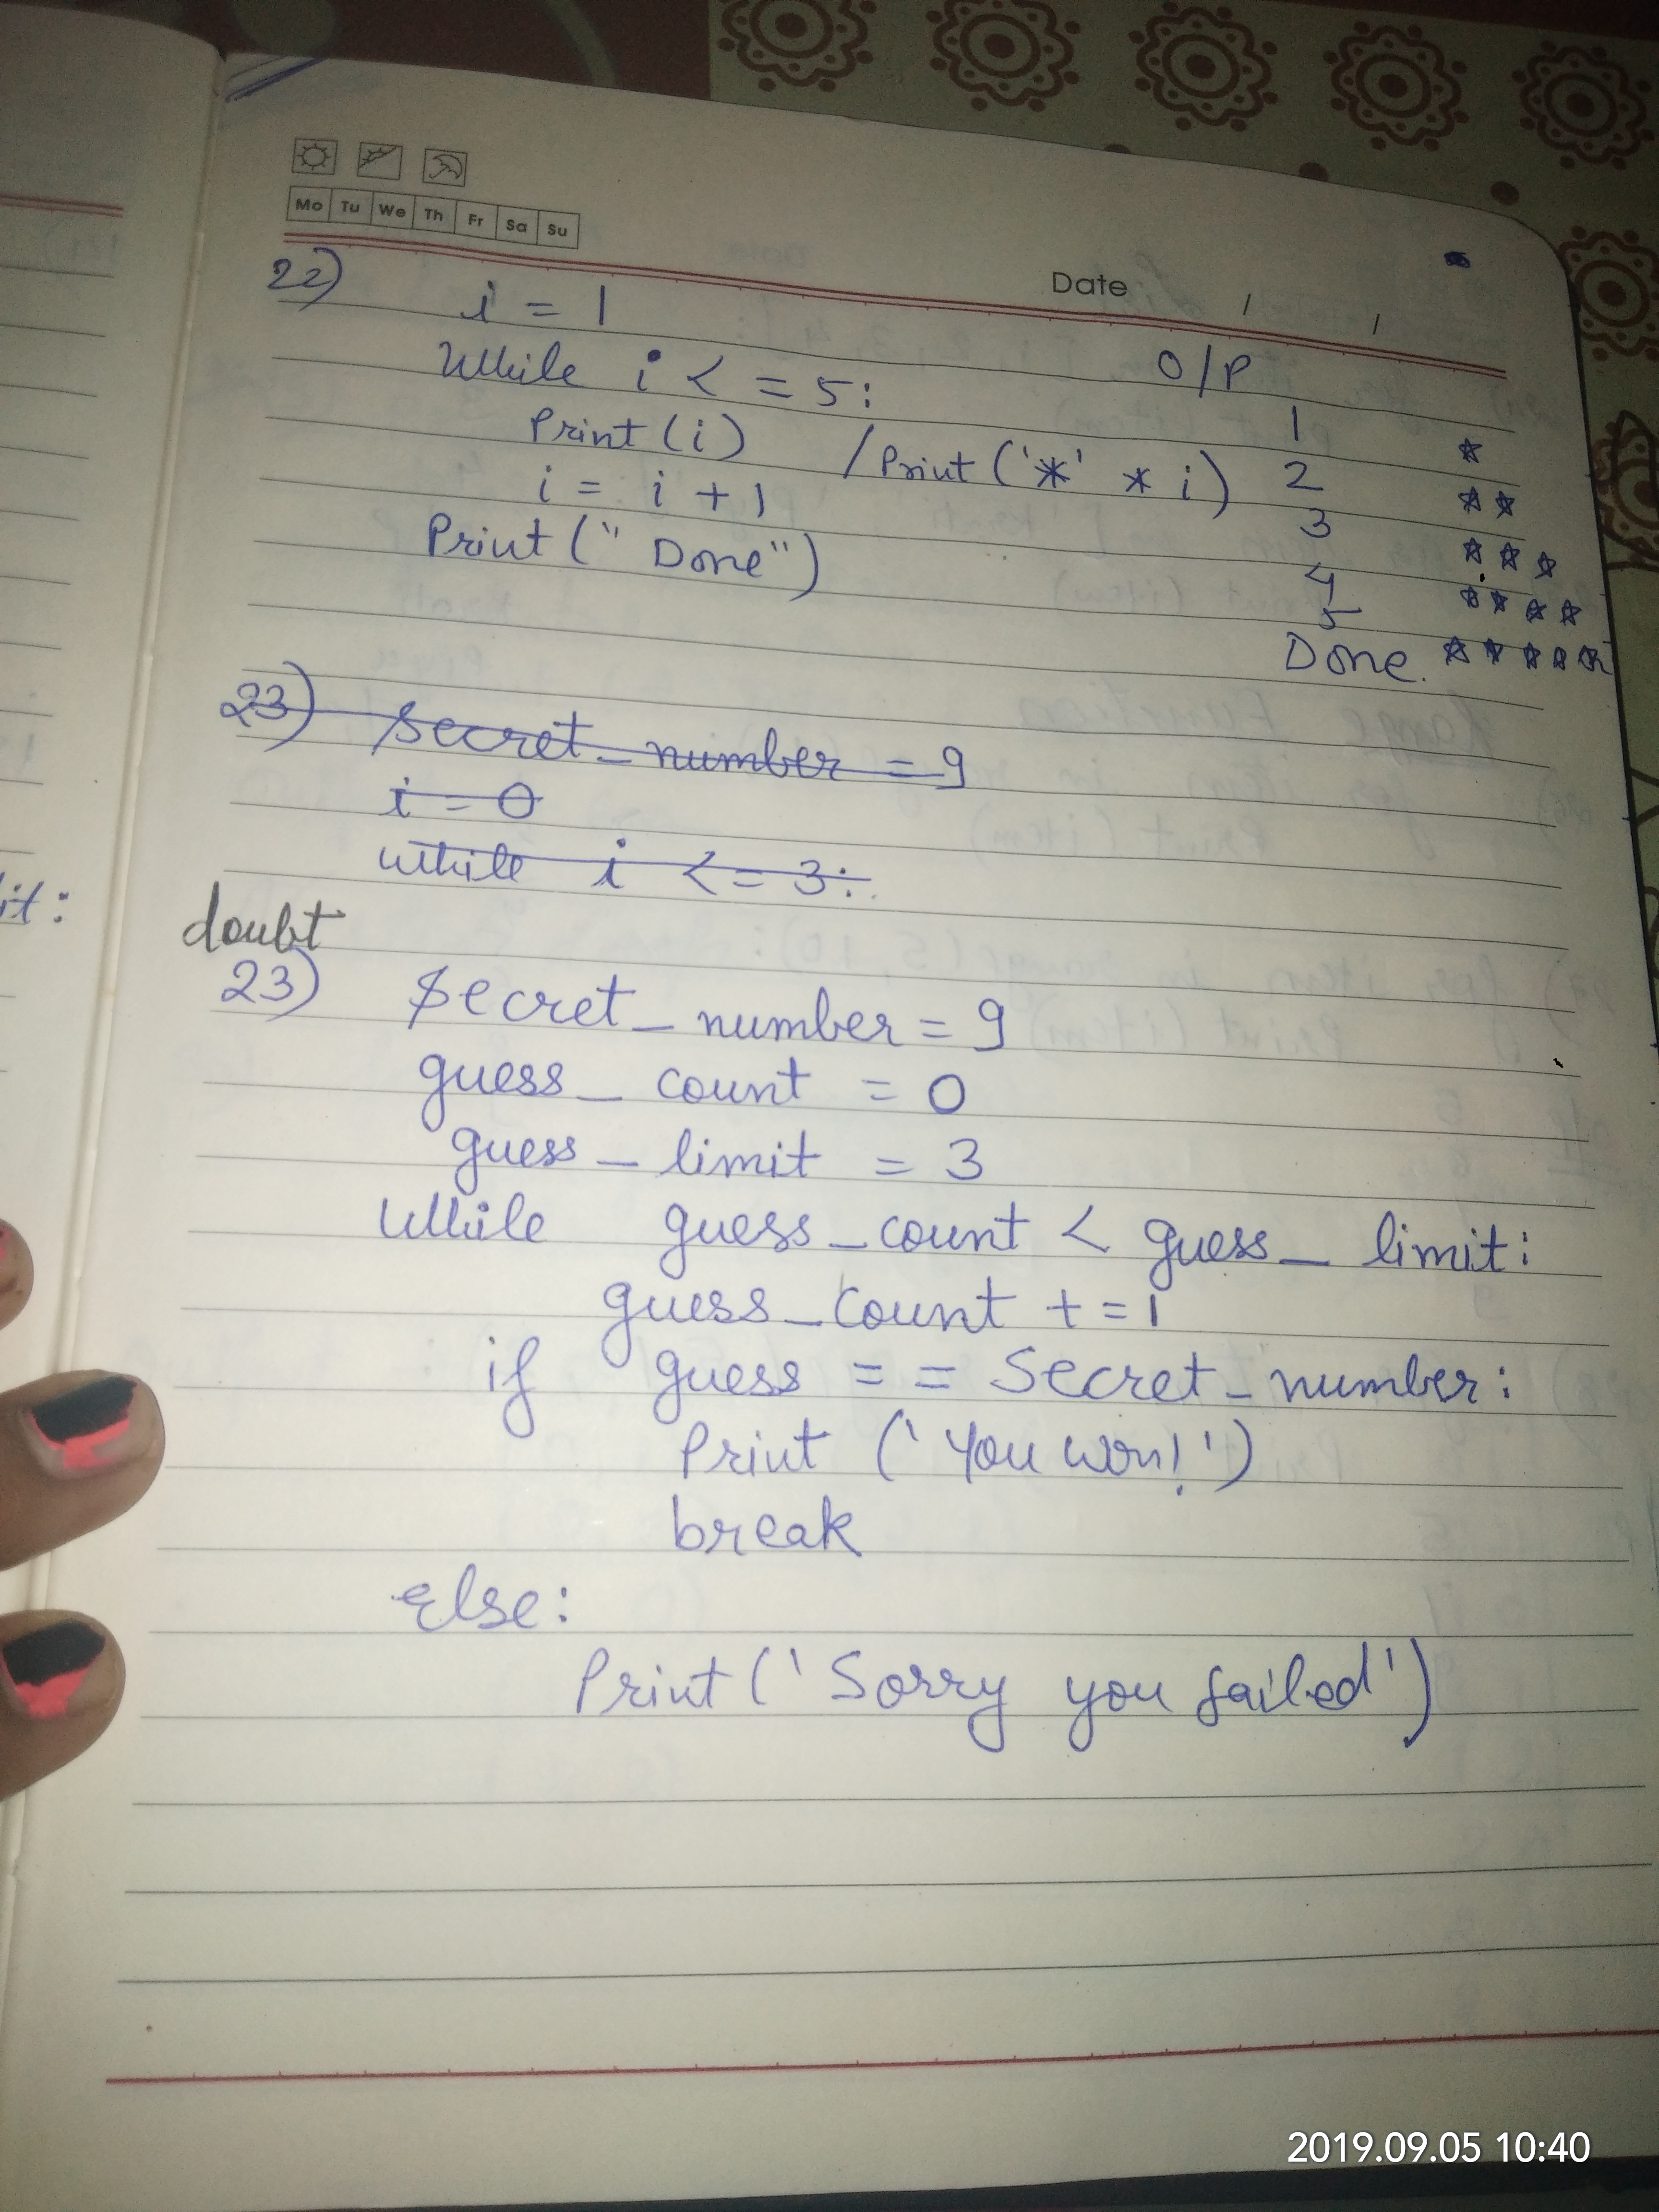 Mo Tu We Th Fr Sa Su
Date / /
22) i = 1
While i < = 5:
Print (i) / Print ('*' * i)
i = i + 1
Print (" Done")
O/P
1 *
2 * *
3 * * *
4 * * * *
5
Done. * * * * *
23) Secret_number = 9
i = 0
while i <= 3:
it:
doubt
23) Secret_number = 9
guess_count = 0
guess_limit = 3
While guess_count < guess_limit:
guess_count + = 1
if guess = = Secret_number:
Print ('You won!')
break
Else:
Print ('Sorry you failed')
2019.09.05 10:40